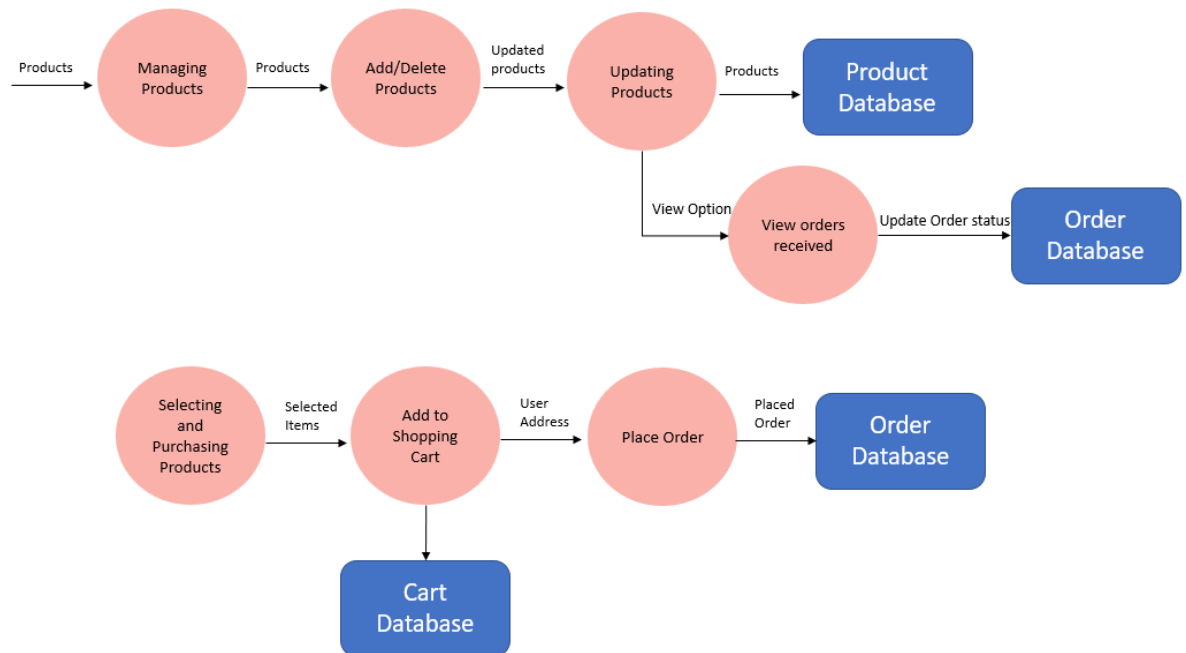 Products
Managing
Products
Products
Add/Delete
Products
Updated
products
Updating
Products
Products
Product
Database
View Option
View orders
received
Update Order status
Order
Database
Selecting
and
Purchasing
Products
Selected
Items
Add to
Shopping
Cart
User
Address
Place Order
Placed
Order
Order
Database
Cart
Database